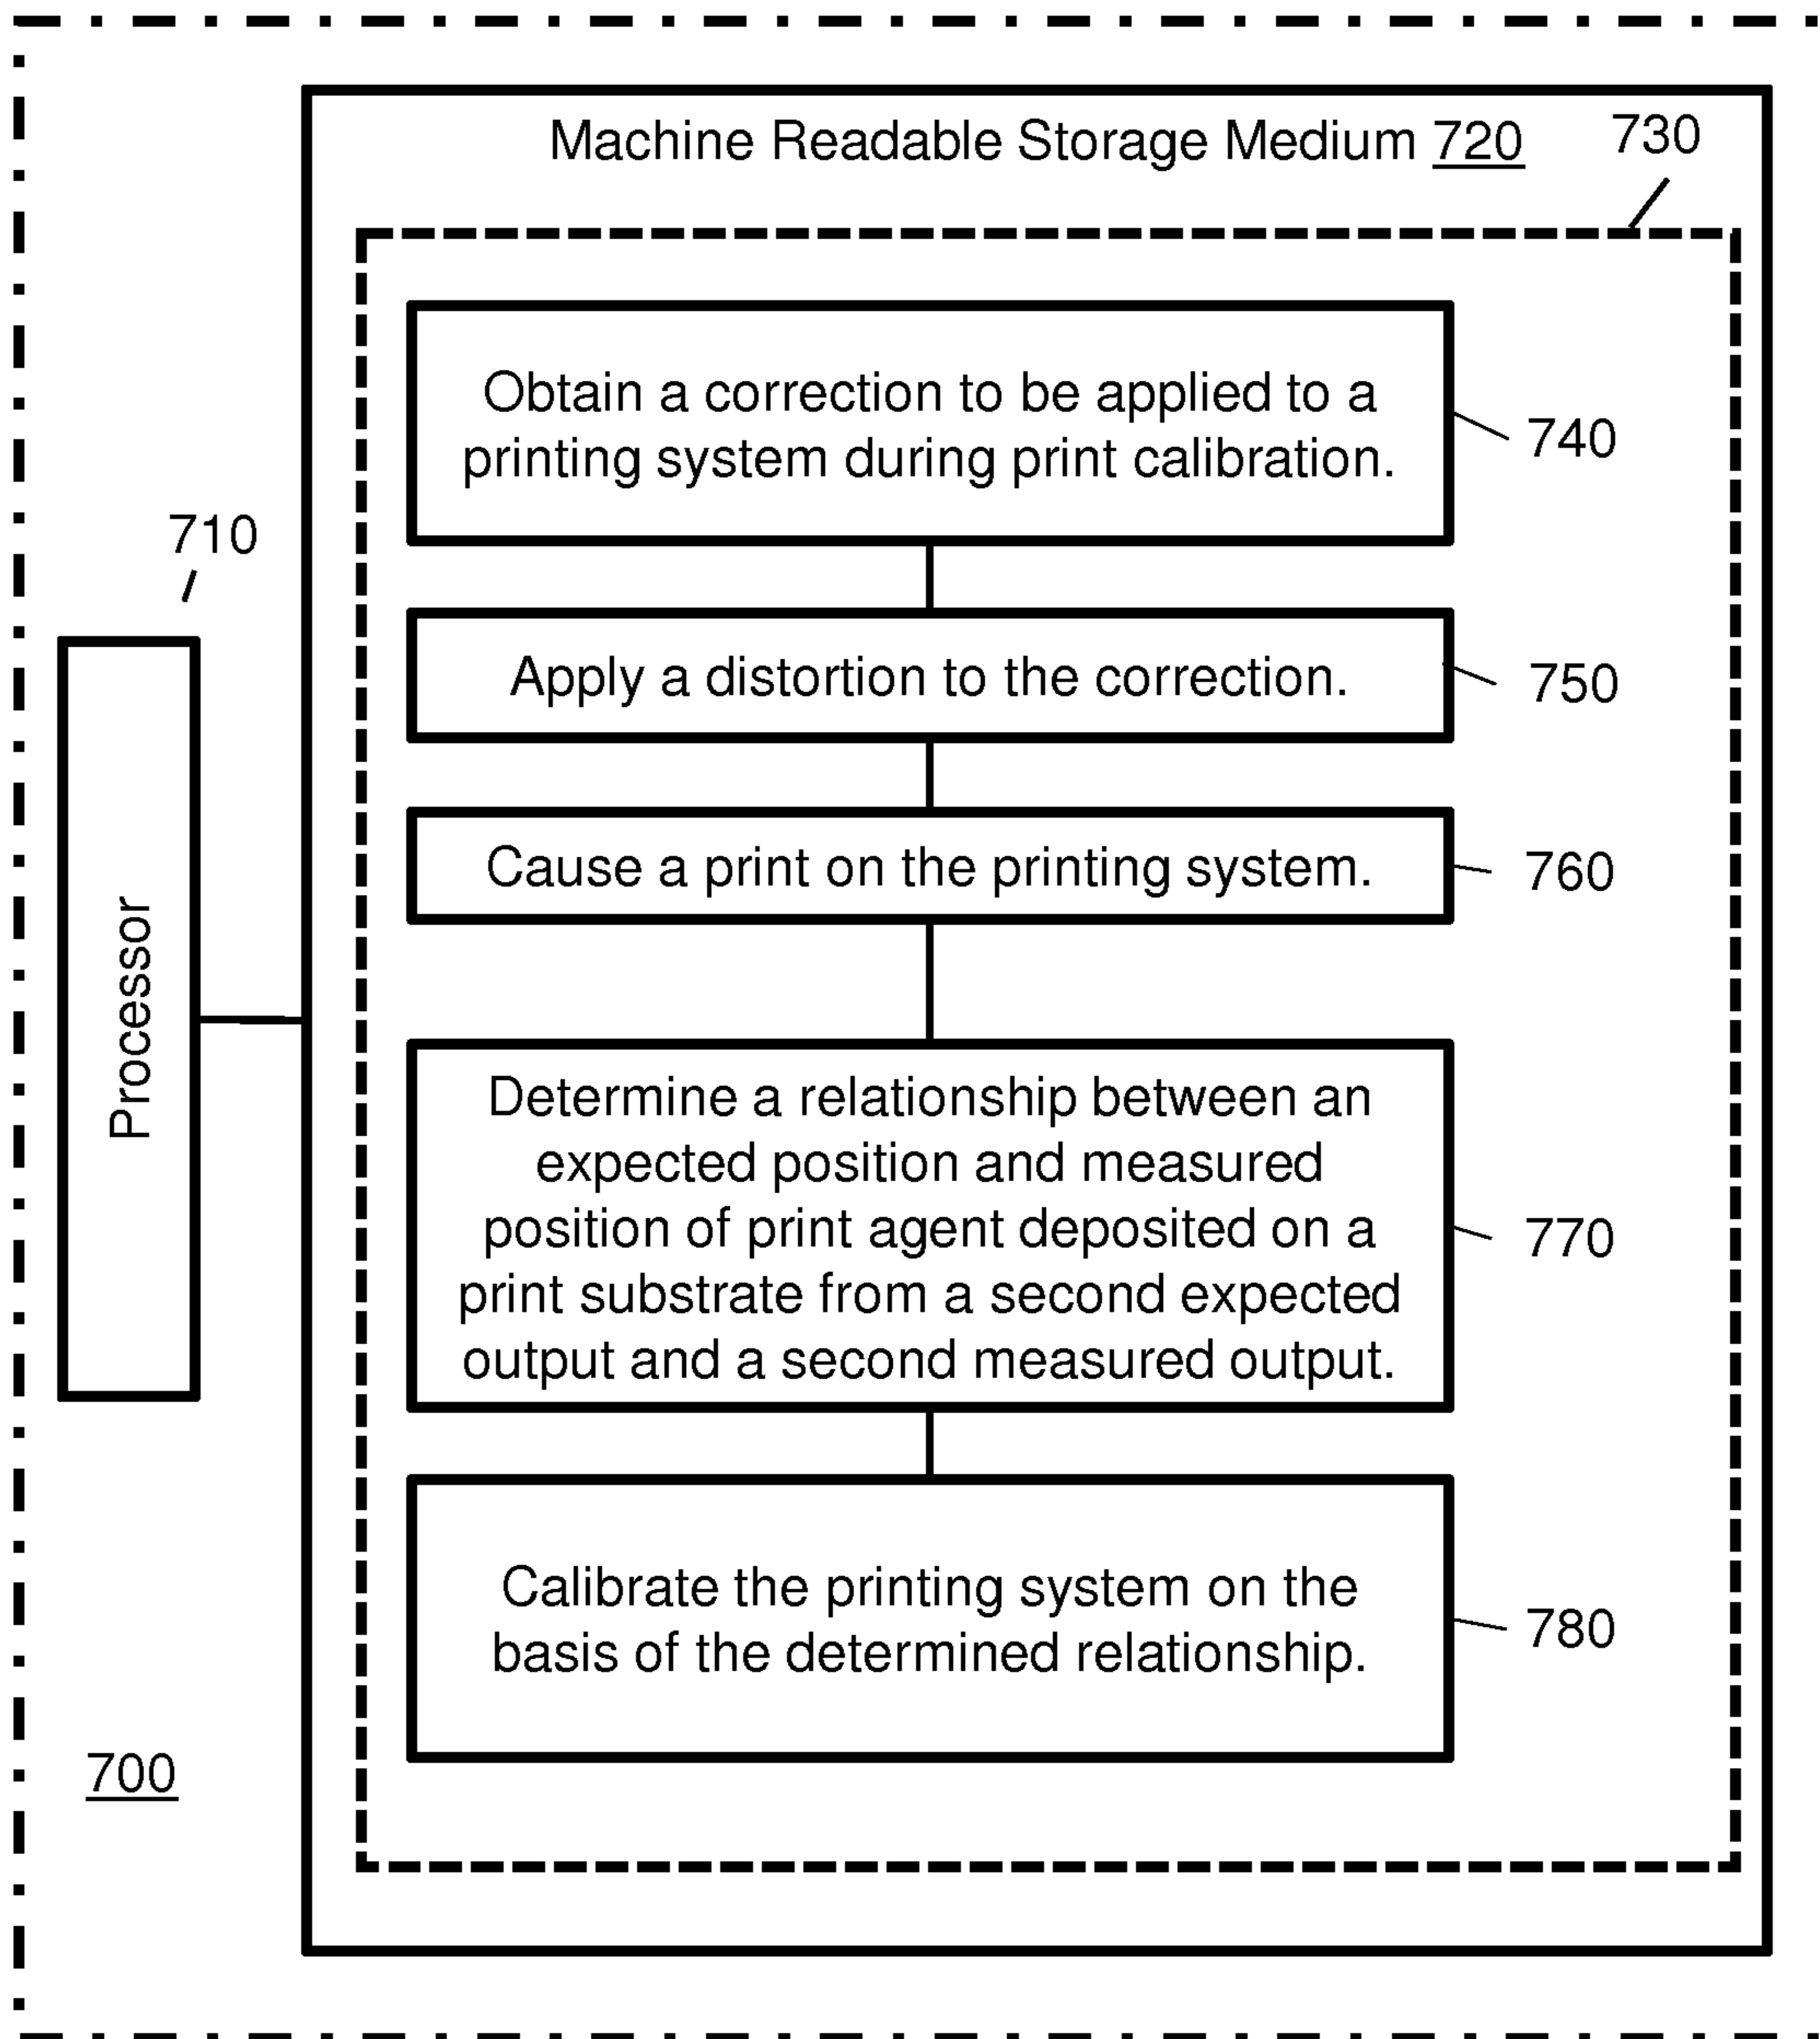 Machine Readable Storage Medium 720
730
Obtain a correction to be applied to a
printing system during print calibration.
740
710
Apply a distortion to the correction.
750
Cause a print on the printing system.
760
Processor
Determine a relationship between an
expected position and measured
position of print agent deposited on a
print substrate from a second expected
output and a second measured output.
770
Calibrate the printing system on the
basis of the determined relationship.
780
700